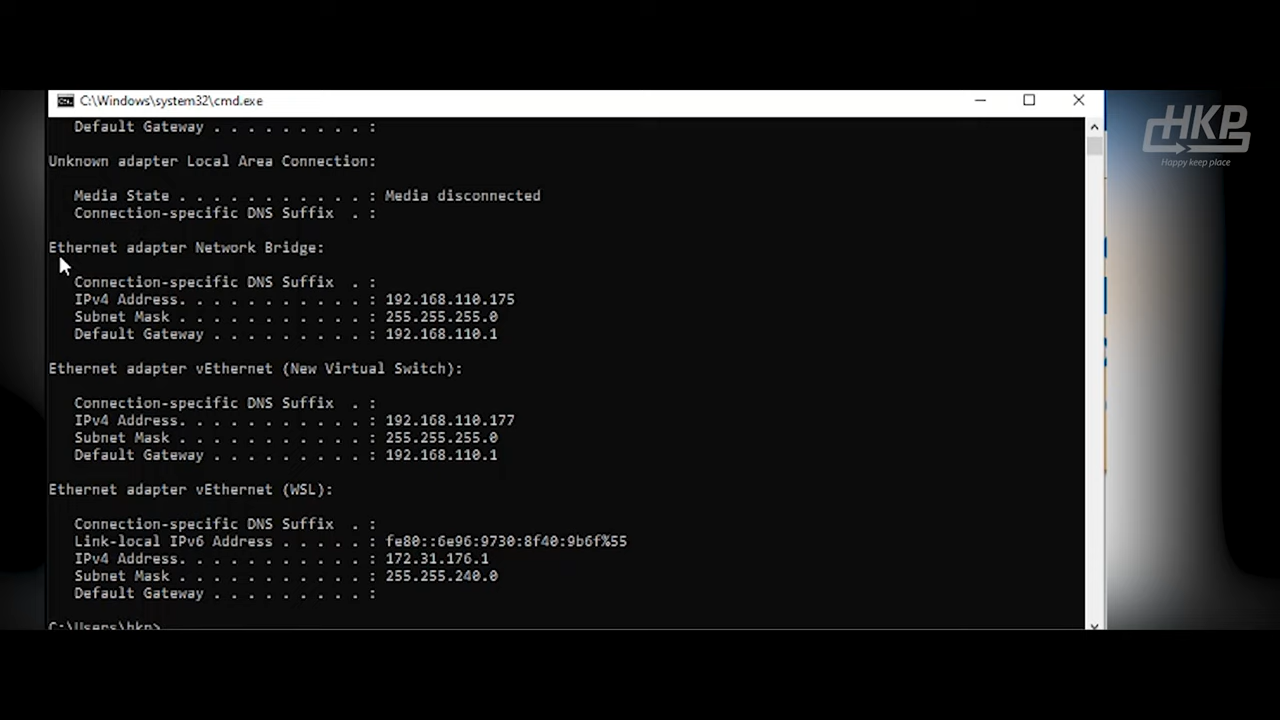 C:\Windows\system32\cmd.exe
HKP
Happy keep place
Default Gateway . . . . . . . . . :
Unknown adapter Local Area Connection:
Media State . . . . . . . . . . . : Media disconnected
Connection-specific DNS Suffix  . :
Ethernet adapter Network Bridge:
Connection-specific DNS Suffix  . :
IPv4 Address. . . . . . . . . . . : 192.168.110.175
Subnet Mask . . . . . . . . . . . : 255.255.255.0
Default Gateway . . . . . . . . . : 192.168.110.1
Ethernet adapter vEthernet (New Virtual Switch):
Connection-specific DNS Suffix  . :
IPv4 Address. . . . . . . . . . . : 192.168.110.177
Subnet Mask . . . . . . . . . . . : 255.255.255.0
Default Gateway . . . . . . . . . : 192.168.110.1
Ethernet adapter vEthernet (WSL):
Connection-specific DNS Suffix  . :
Link-local IPv6 Address . . . . . : fe80::6e96:9730:8f40:9b6f%55
IPv4 Address. . . . . . . . . . . : 172.31.176.1
Subnet Mask . . . . . . . . . . . : 255.255.240.0
Default Gateway . . . . . . . . . :
C:\Users\hkp>